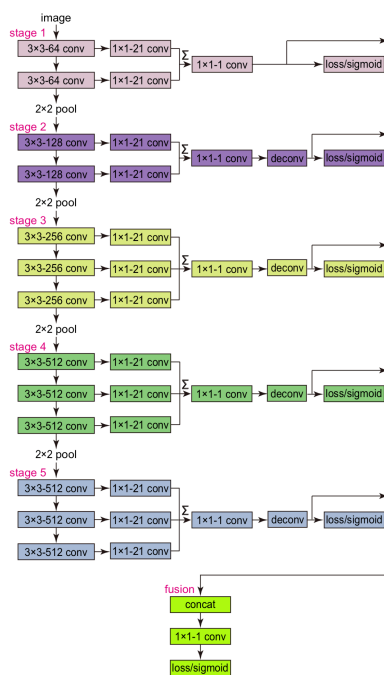 image
stage 1
3×3-64 conv 1×1-21 conv
Σ
1×1-1 conv loss/sigmoid
3×3-64 conv 1×1-21 conv
2×2 pool
stage 2
3×3-128 conv 1×1-21 conv
Σ
1×1-1 conv deconv loss/sigmoid
3×3-128 conv 1×1-21 conv
2×2 pool
stage 3
3×3-256 conv 1×1-21 conv
Σ
3×3-256 conv 1×1-21 conv 1×1-1 conv deconv loss/sigmoid
3×3-256 conv 1×1-21 conv
2×2 pool
stage 4
3×3-512 conv 1×1-21 conv
Σ
3×3-512 conv 1×1-21 conv 1×1-1 conv deconv loss/sigmoid
3×3-512 conv 1×1-21 conv
2×2 pool
stage 5
3×3-512 conv 1×1-21 conv
Σ
3×3-512 conv 1×1-21 conv 1×1-1 conv deconv loss/sigmoid
3×3-512 conv 1×1-21 conv
fusion
concat
1×1-1 conv
loss/sigmoid